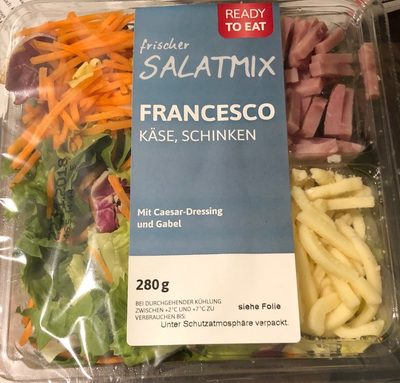 READY
TO EAT
frischer
SALATMIX
FRANCESCO
KÄSE, SCHINKEN
Mit Caesar-Dressing
und Gabel
280 g
BEI DURCHGEHENDER KÜHLUNG
ZWISCHEN +2°C UND +7°C ZU
VERBRAUCHEN BIS:
siehe Folie
Unter Schutzatmosphäre verpackt.
2018